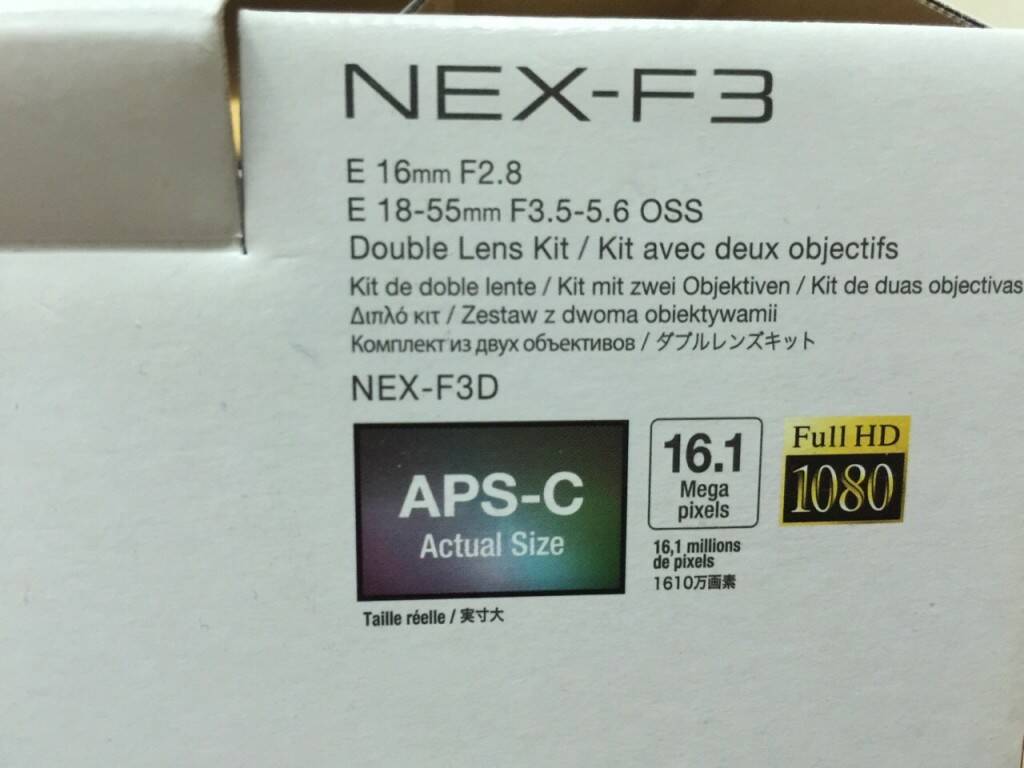 NEX-F3
E 16mm F2.8
E 18-55mm F3.5-5.6 OSS
Double Lens Kit / Kit avec deux objectifs
Kit de doble lente / Kit mit zwei Objektiven / Kit de duas objectivas
Διπλό κιτ / Zestaw z dwoma obiektywamii
Комплект из двух объективов / ダブルレンズキット
NEX-F3D
APS-C
Actual Size
Taille réelle / 実寸大
16.1
Mega
pixels
16,1 millions
de pixels
1610万画素
Full HD
1080